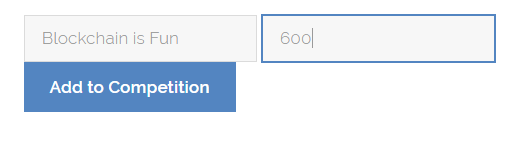 Blockchain is Fun 600
Add to Competition